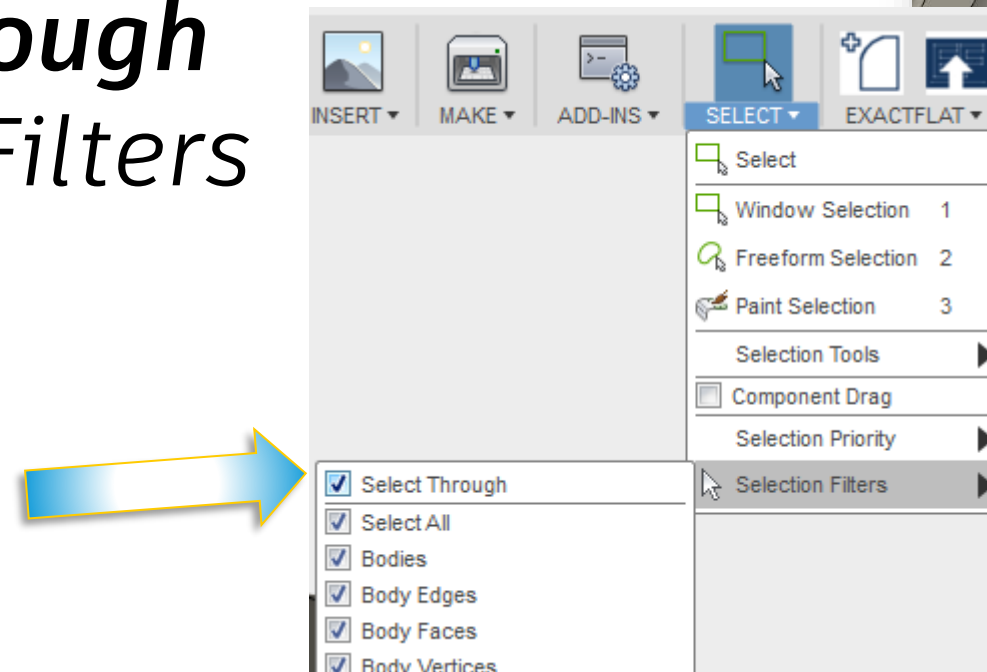 ough
Filters
INSERT MAKE ADD-INS SELECT EXACTFLAT
Select
Window Selection 1
Freeform Selection 2
Paint Selection 3
Selection Tools
Component Drag
Selection Priority
Selection Filters
Select Through
Select All
Bodies
Body Edges
Body Faces
Body Vertices